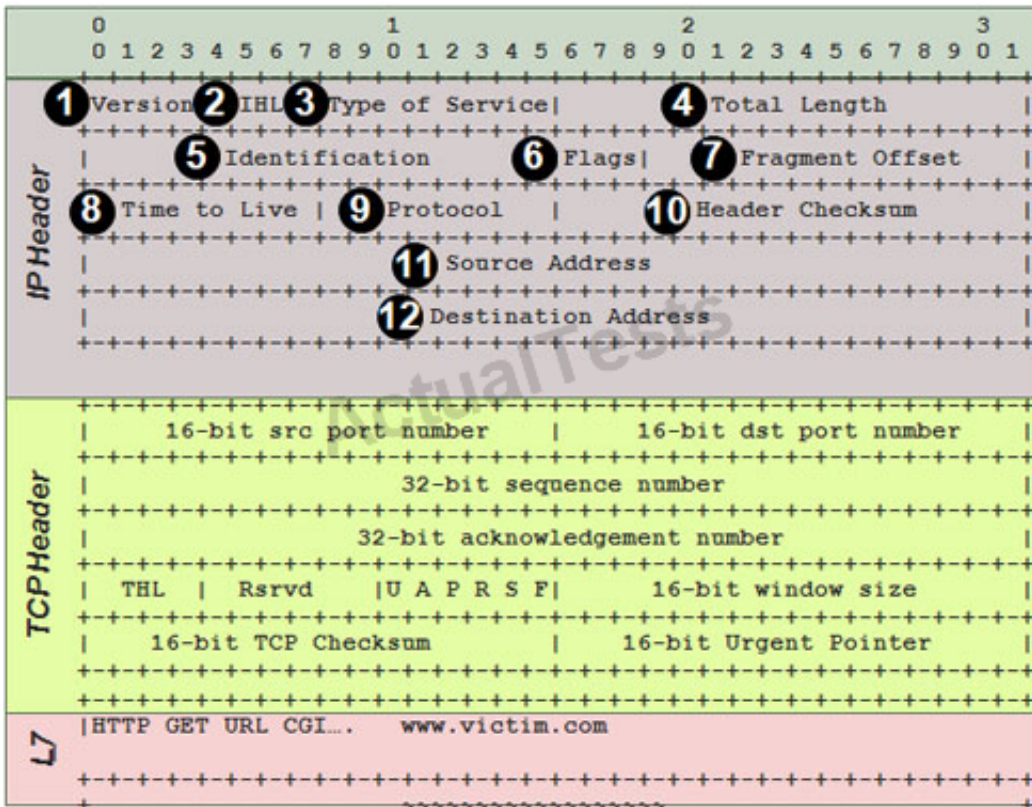 0 1 2 3
0 1 2 3 4 5 6 7 8 9 0 1 2 3 4 5 6 7 8 9 0 1 2 3 4 5 6 7 8 9 0 1
+-+-+-+-+-+-+-+-+-+-+-+-+-+-+-+-+-+-+-+-+-+-+-+-+-+-+-+-+-+-+-+-+
1 Version 2 IHL 3 Type of Service| 4 Total Length |
+-+-+-+-+-+-+-+-+-+-+-+-+-+-+-+-+-+-+-+-+-+-+-+-+-+-+-+-+-+-+-+-+
| 5 Identification 6 Flags| 7 Fragment Offset |
+-+-+-+-+-+-+-+-+-+-+-+-+-+-+-+-+-+-+-+-+-+-+-+-+-+-+-+-+-+-+-+-+
8 Time to Live | 9 Protocol | 10 Header Checksum |
+-+-+-+-+-+-+-+-+-+-+-+-+-+-+-+-+-+-+-+-+-+-+-+-+-+-+-+-+-+-+-+-+
IP Header
| 11 Source Address |
+-+-+-+-+-+-+-+-+-+-+-+-+-+-+-+-+-+-+-+-+-+-+-+-+-+-+-+-+-+-+-+-+
| 12 Destination Address |
+-+-+-+-+-+-+-+-+-+-+-+-+-+-+-+-+-+-+-+-+-+-+-+-+-+-+-+-+-+-+-+-+
ActualTests
+-+-+-+-+-+-+-+-+-+-+-+-+-+-+-+-+-+-+-+-+-+-+-+-+-+-+-+-+-+-+-+-+
| 16-bit src port number | 16-bit dst port number |
+-+-+-+-+-+-+-+-+-+-+-+-+-+-+-+-+-+-+-+-+-+-+-+-+-+-+-+-+-+-+-+-+
| 32-bit sequence number |
+-+-+-+-+-+-+-+-+-+-+-+-+-+-+-+-+-+-+-+-+-+-+-+-+-+-+-+-+-+-+-+-+
TCP Header
| 32-bit acknowledgement number |
+-+-+-+-+-+-+-+-+-+-+-+-+-+-+-+-+-+-+-+-+-+-+-+-+-+-+-+-+-+-+-+-+
| THL | Rsrvd |U A P R S F| 16-bit window size |
+-+-+-+-+-+-+-+-+-+-+-+-+-+-+-+-+-+-+-+-+-+-+-+-+-+-+-+-+-+-+-+-+
| 16-bit TCP Checksum | 16-bit Urgent Pointer |
+-+-+-+-+-+-+-+-+-+-+-+-+-+-+-+-+-+-+-+-+-+-+-+-+-+-+-+-+-+-+-+-+
+-+-+-+-+-+-+-+-+-+-+-+-+-+-+-+-+-+-+-+-+-+-+-+-+-+-+-+-+-+-+-+-+
L7
|HTTP GET URL CGI…. www.victim.com
+-+-+-+-+-+-+-+-+-+-+-+-+-+-+-+-+-+-+-+-+-+-+-+-+-+-+-+-+-+-+-+-+